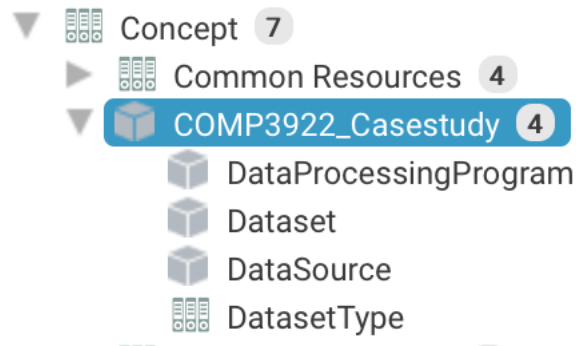 Concept 7
Common Resources 4
COMP3922_Casestudy 4
DataProcessingProgram
Dataset
DataSource
DatasetType